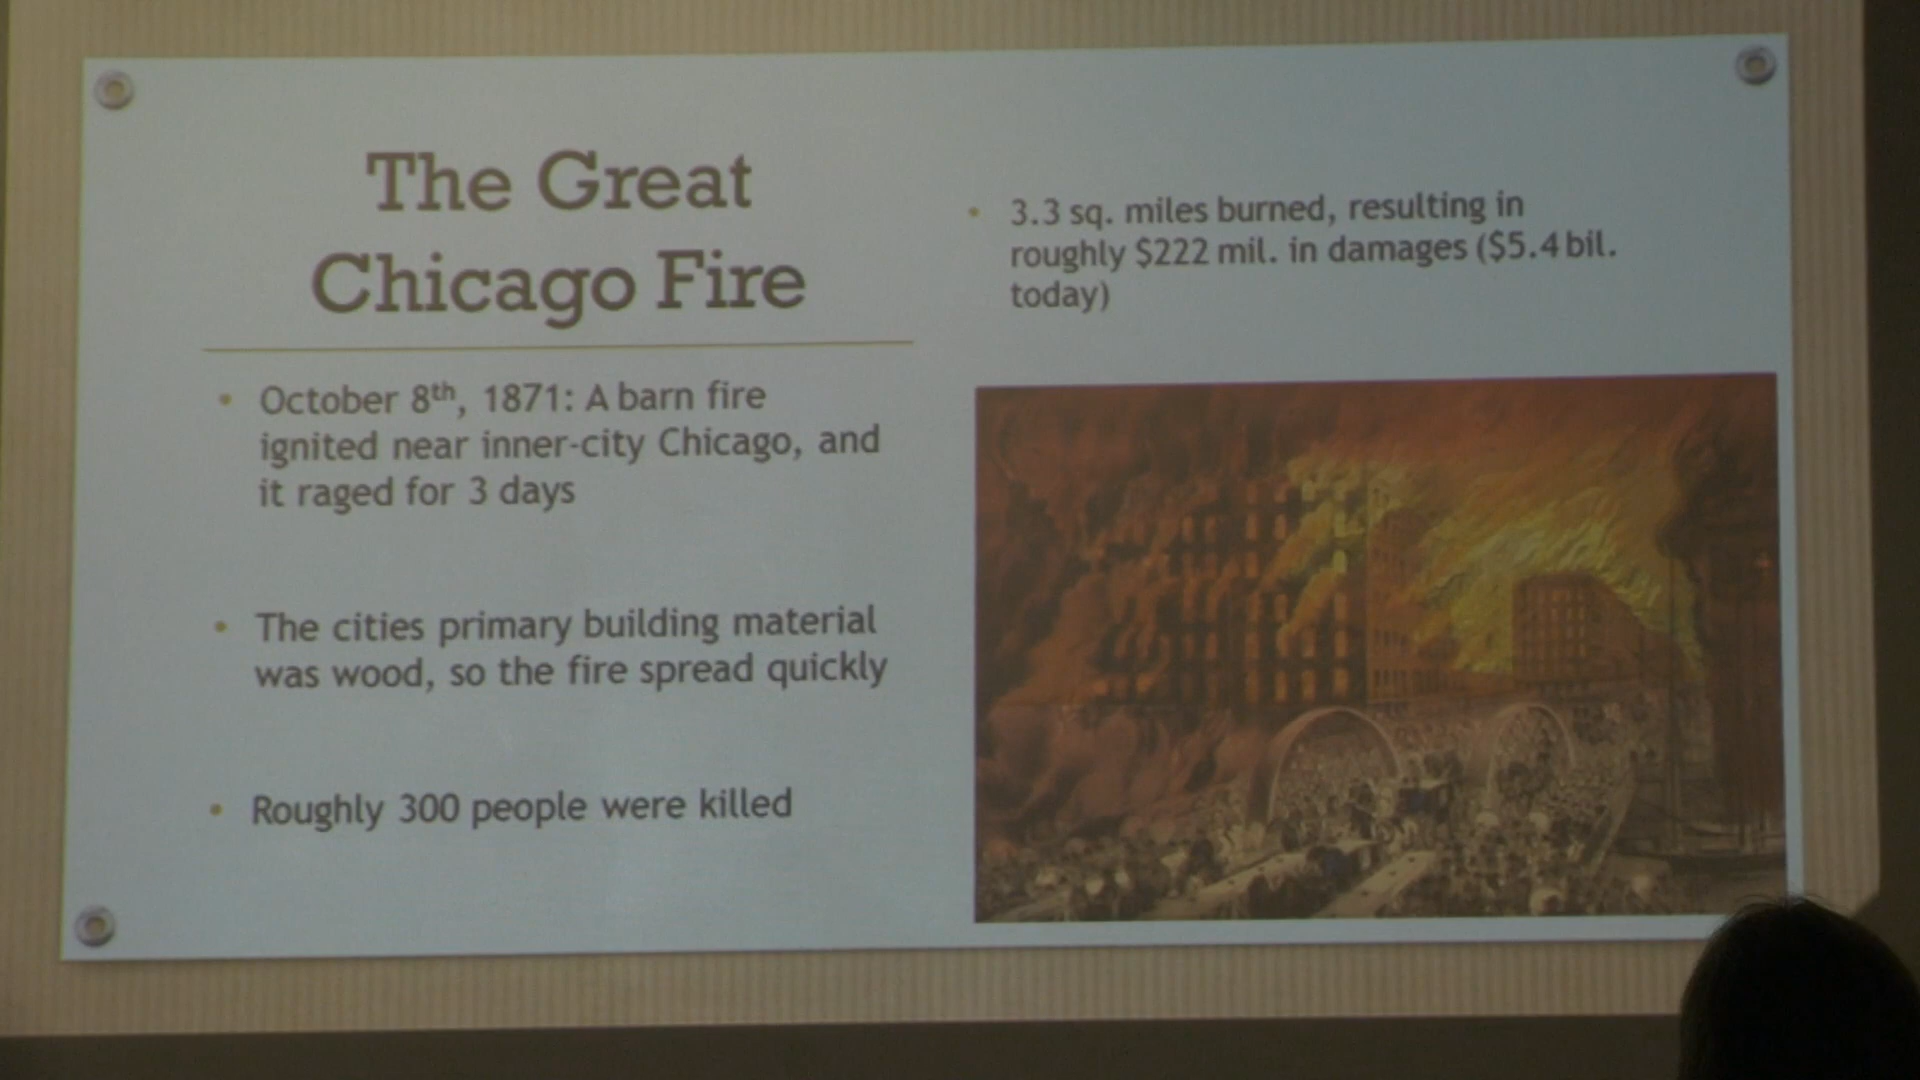 The Great
Chicago Fire
• October 8th, 1871: A barn fire
ignited near inner-city Chicago, and
it raged for 3 days
• The cities primary building material
was wood, so the fire spread quickly
• Roughly 300 people were killed
• 3.3 sq. miles burned, resulting in
roughly $222 mil. in damages ($5.4 bil.
today)